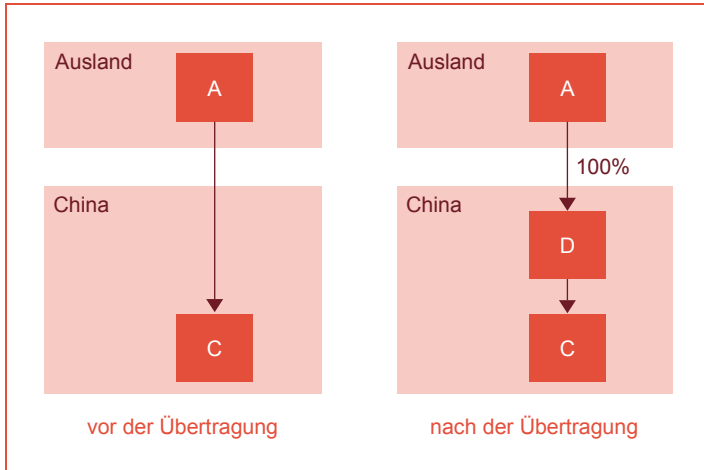 Ausland
A
China
C
vor der Übertragung
Ausland
A
100%
China
D
C
nach der Übertragung